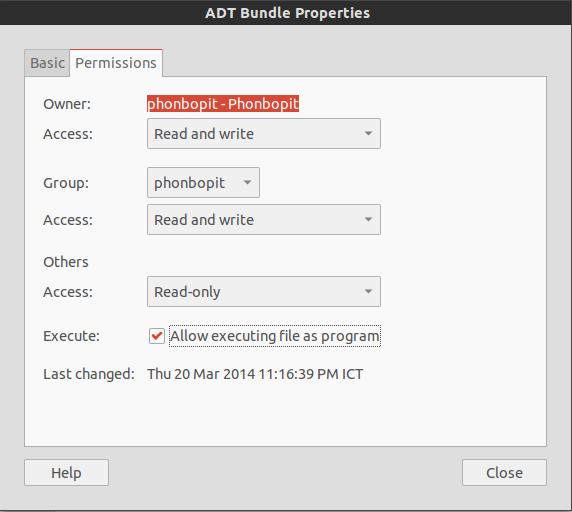 ADT Bundle Properties
Basic Permissions
Owner: phonbopit - Phonbopit
Access: Read and write
Group: phonbopit
Access: Read and write
Others
Access: Read-only
Execute: Allow executing file as program
Last changed: Thu 20 Mar 2014 11:16:39 PM ICT
Help Close